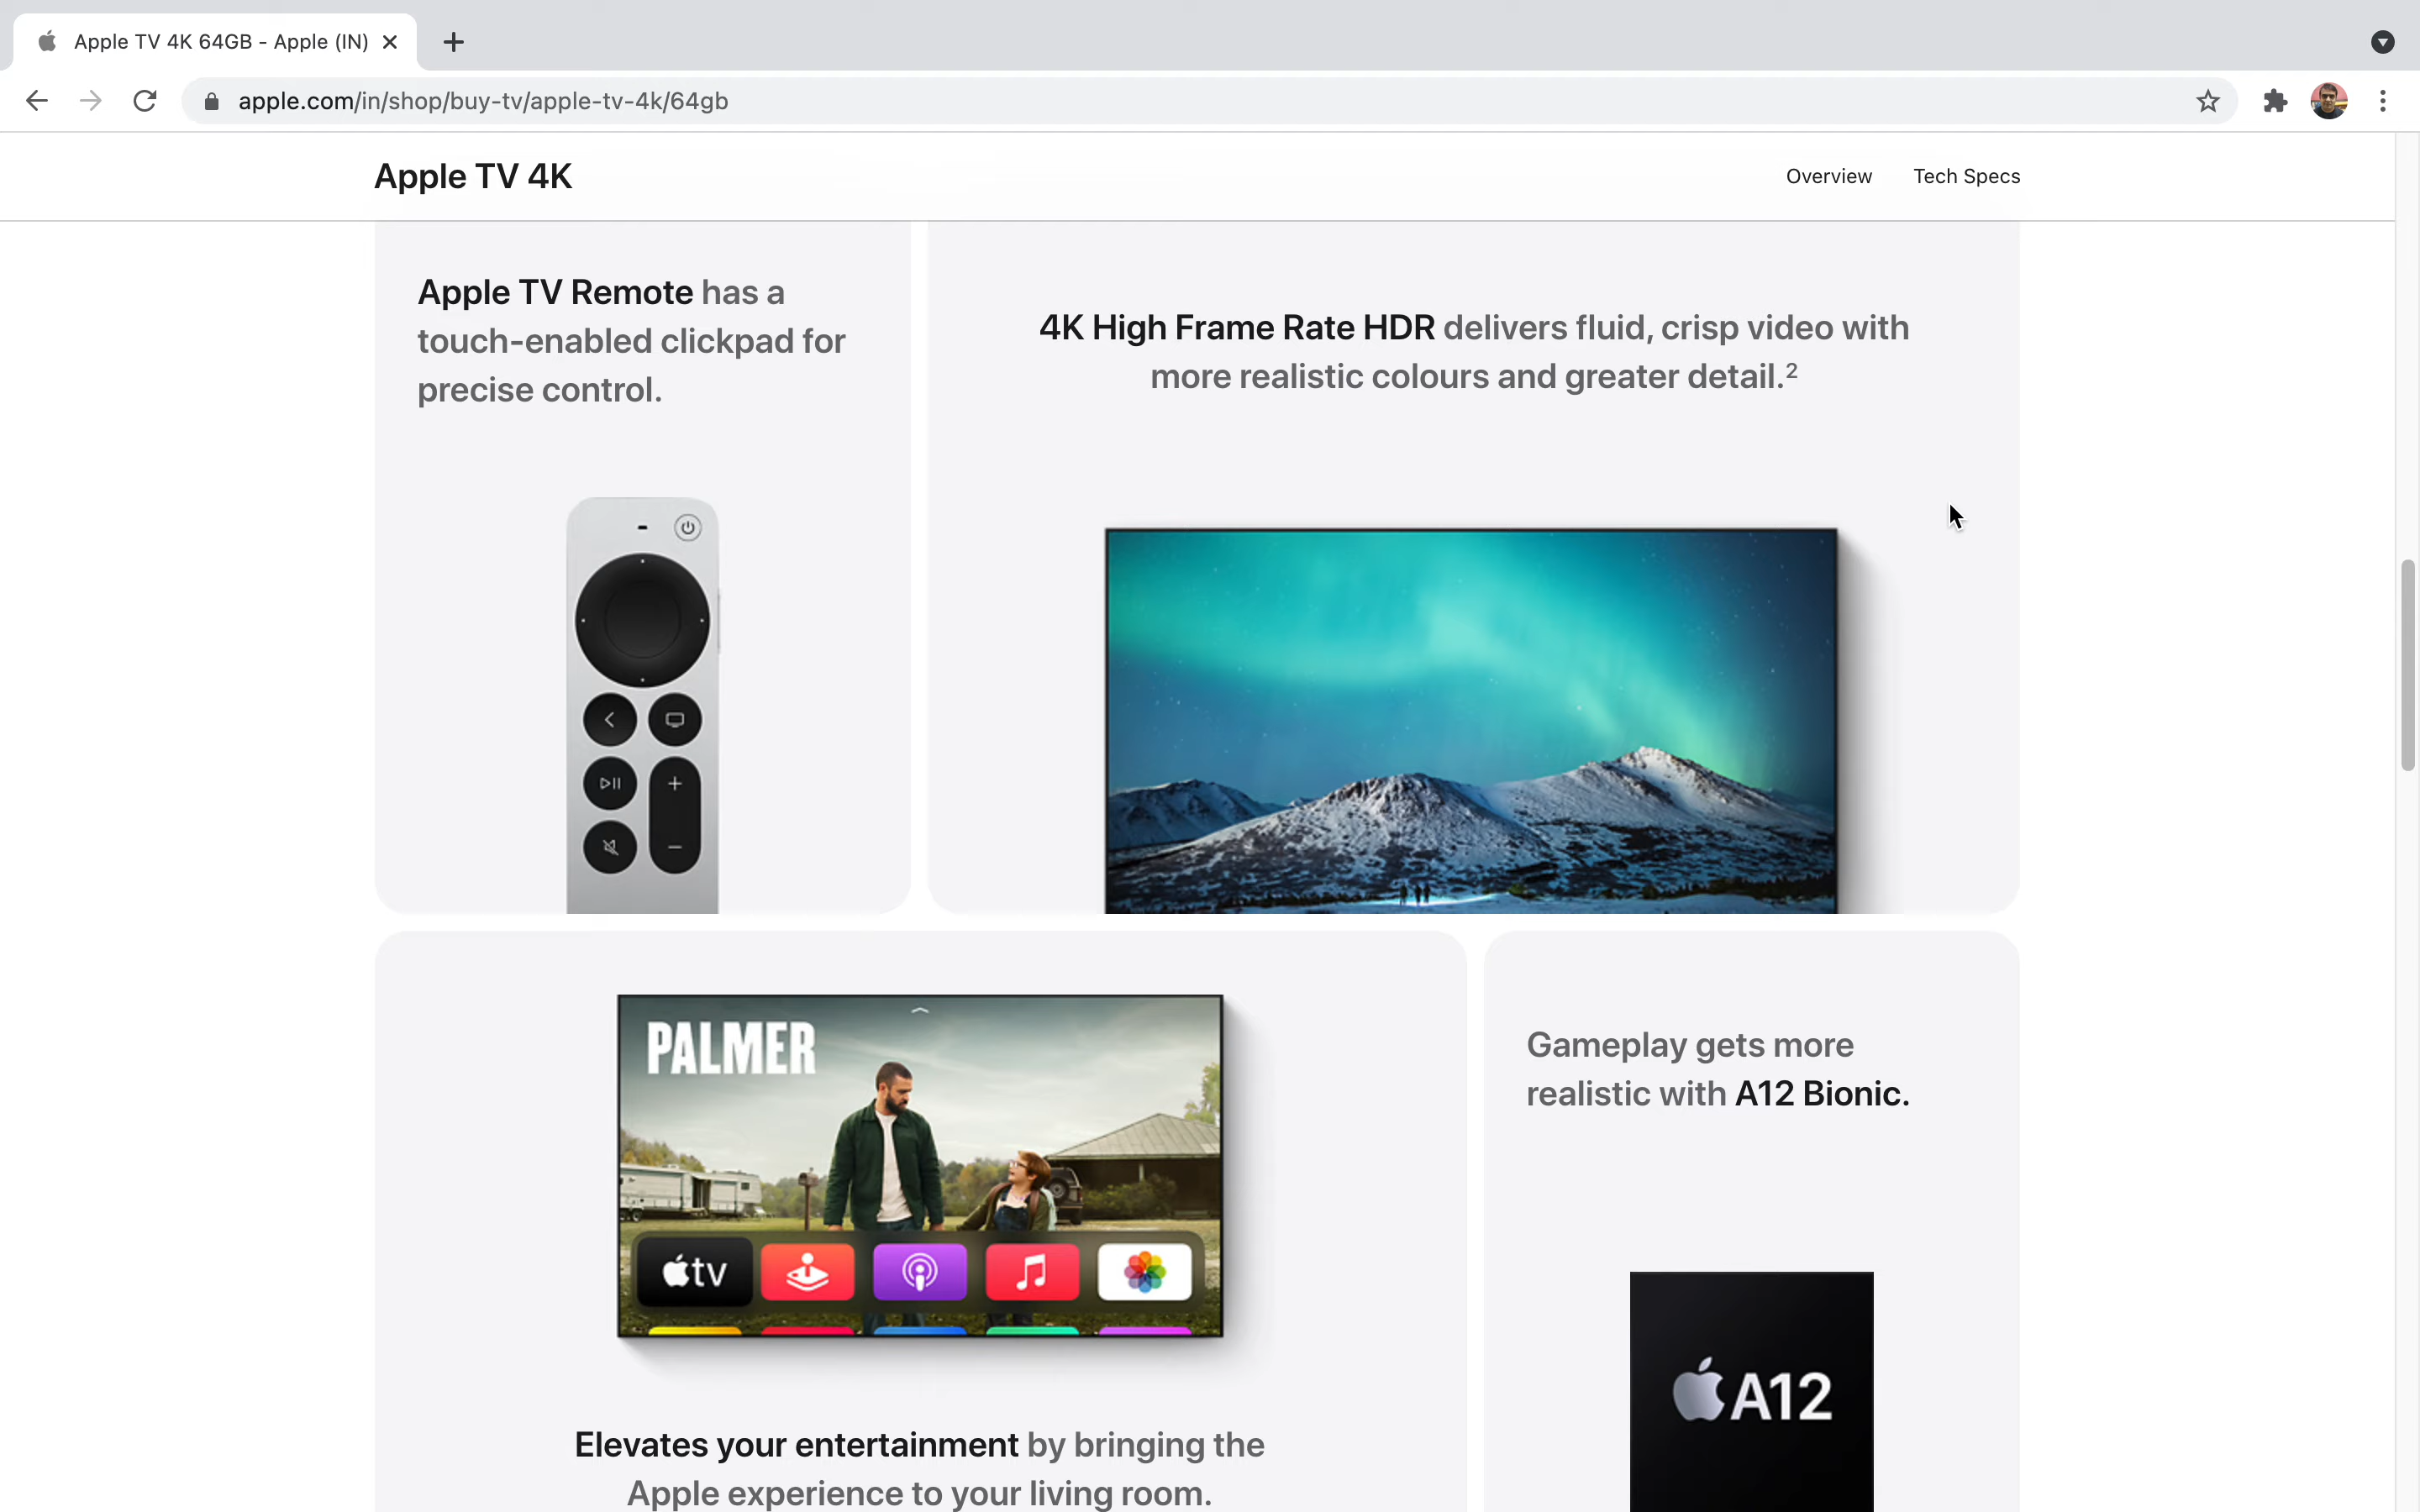 Apple TV 4K 64GB - Apple (IN)
apple.com/in/shop/buy-tv/apple-tv-4k/64gb
Apple TV 4K
Overview
Tech Specs
Apple TV Remote has a
touch-enabled clickpad for
precise control.
4K High Frame Rate HDR delivers fluid, crisp video with
more realistic colours and greater detail.²
PALMER
tv
Elevates your entertainment by bringing the
Apple experience to your living room.
Gameplay gets more
realistic with A12 Bionic.
A12